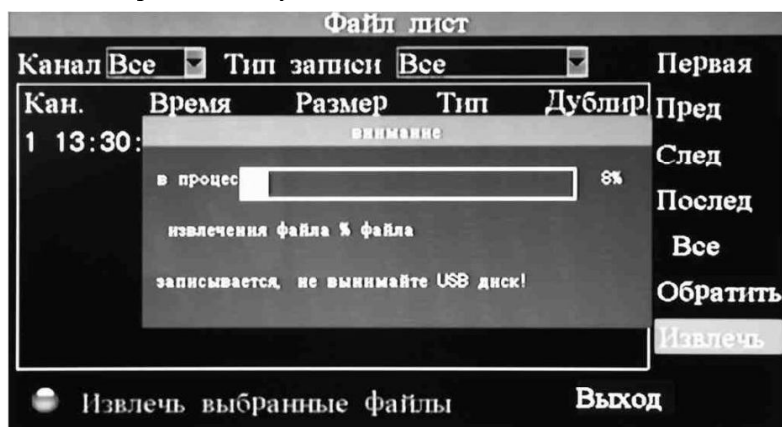 Файл лист
Канал Все Тип записи Все
Первая
Кан. Время Размер Тип Дублир.
Пред
1 13:30:
внимание
След
в процес 8%
Послед
извлечения файла % файла
Все
записывается, не вынимайте USB диск!
Обратить
Извлечь
Извлечь выбранные файлы Выход